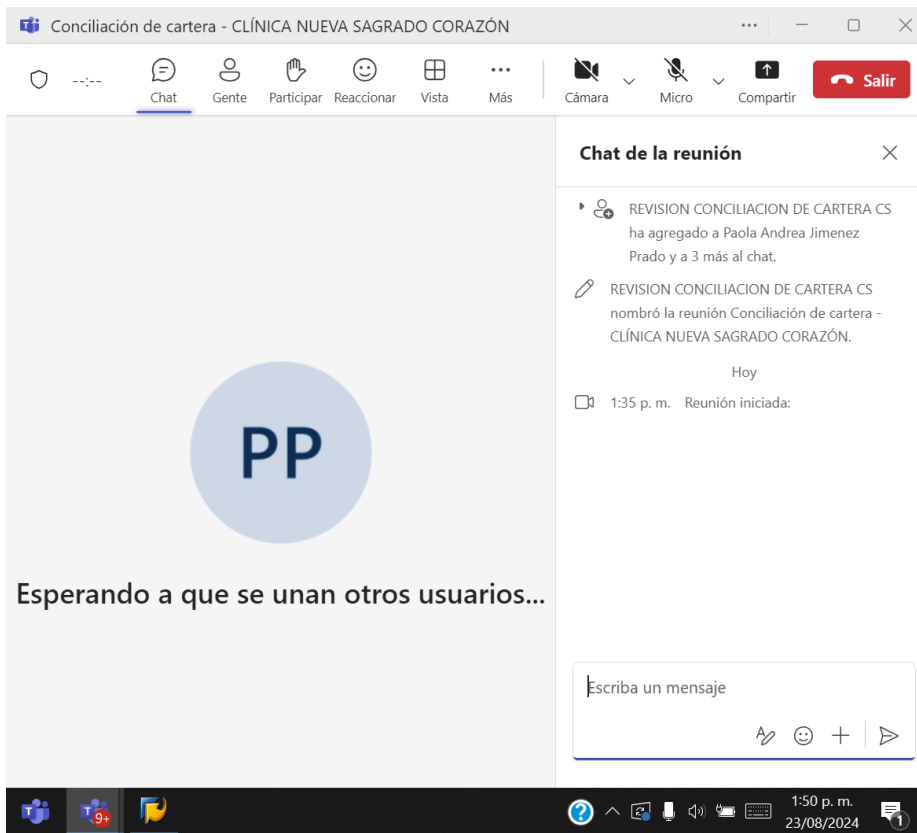 Conciliación de cartera - CLÍNICA NUEVA SAGRADO CORAZÓN
--:--
Chat
Gente
Participar
Reaccionar
Vista
Más
Cámara
Micro
Compartir
Salir
Chat de la reunión
REVISION CONCILIACION DE CARTERA CS
ha agregado a Paola Andrea Jimenez
Prado y a 3 más al chat.
REVISION CONCILIACION DE CARTERA CS
nombró la reunión Conciliación de cartera -
CLÍNICA NUEVA SAGRADO CORAZÓN.
Hoy
1:35 p. m. Reunión iniciada:
PP
Esperando a que se unan otros usuarios...
Escriba un mensaje
9+
1:50 p. m.
23/08/2024
1